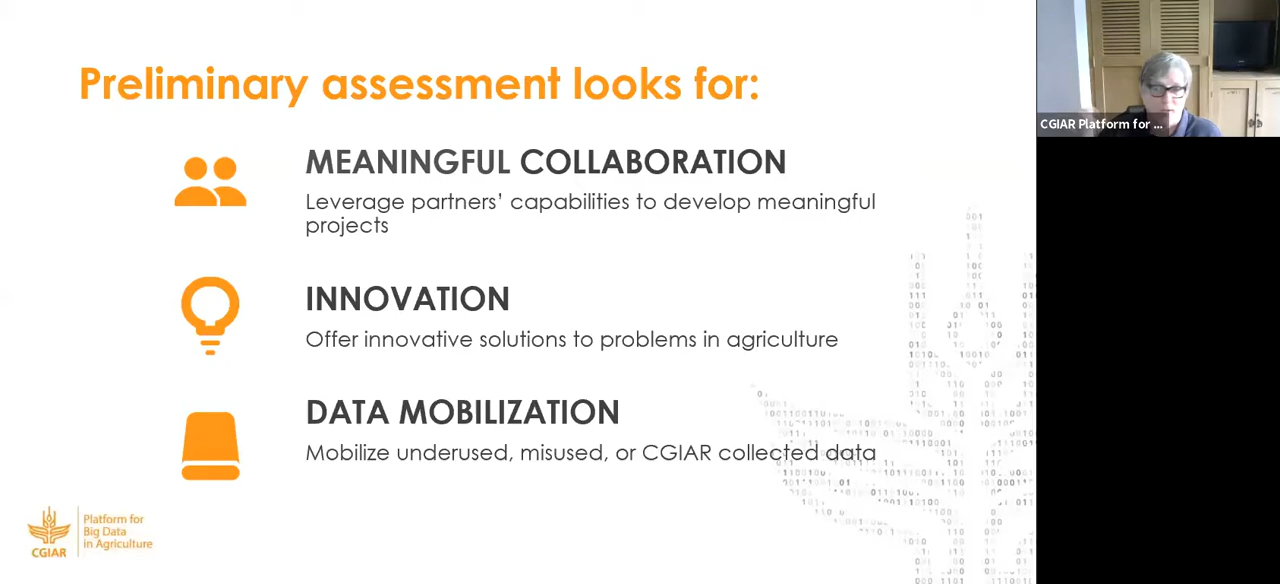 Preliminary assessment looks for:
MEANINGFUL COLLABORATION
Leverage partners’ capabilities to develop meaningful
projects
INNOVATION
Offer innovative solutions to problems in agriculture
DATA MOBILIZATION
Mobilize underused, misused, or CGIAR collected data
CGIAR
Platform for
Big Data
in Agriculture
CGIAR Platform for ...